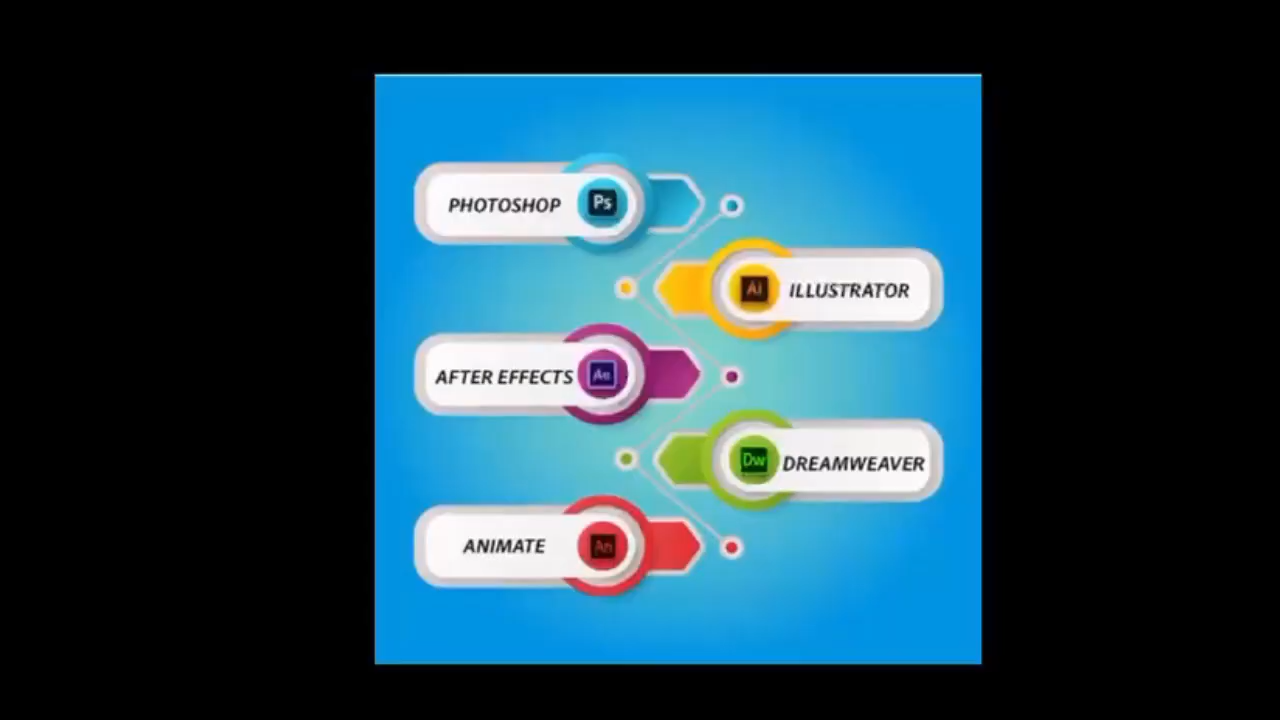 PHOTOSHOP Ps
Ai ILLUSTRATOR
AFTER EFFECTS Ae
Dw DREAMWEAVER
ANIMATE An